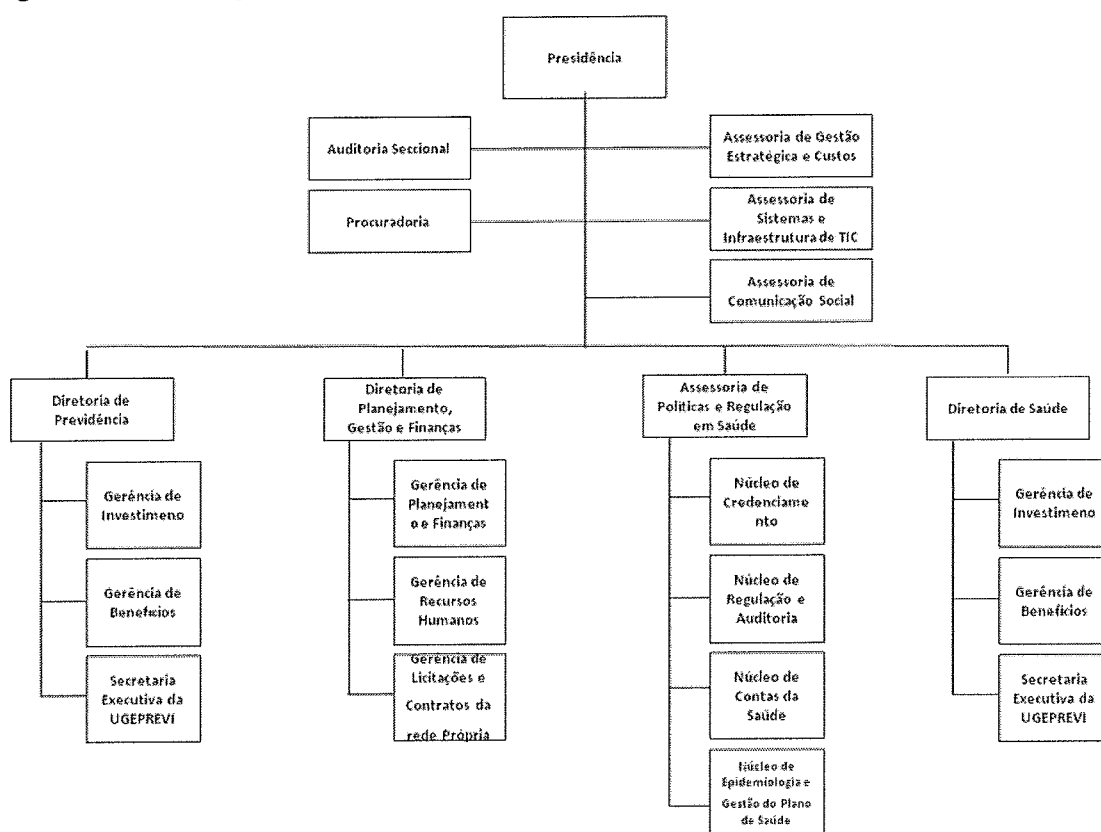 Presidência
Auditoria Seccional
Assessoria de Gestão
Estratégica e Custos
Procuradoria
Assessoria de
Sistemas e
Infraestrutura de TIC
Assessoria de
Comunicação Social
Diretoria de
Previdência
Diretoria de
Planejamento,
Gestão e Finanças
Assessoria de
Políticas e Regulação
em Saúde
Diretoria de Saúde
Gerência de
Investimeno
Gerência de
Benefícios
Secretaria
Executiva da
UGEPREVI
Gerência de
Planejament
o e Finanças
Gerência de
Recursos
Humanos
Gerência de
Licitações e
Contratos da
rede Própria
Núcleo de
Credenciame
nto
Núcleo de
Regulação e
Auditoria
Núcleo de
Contas da
Saúde
Núcleo de
Epidemiologia e
Gestão do Plano
de Saúde
Gerência de
Investimeno
Gerência de
Benefícios
Secretaria
Executiva da
UGEPREVI